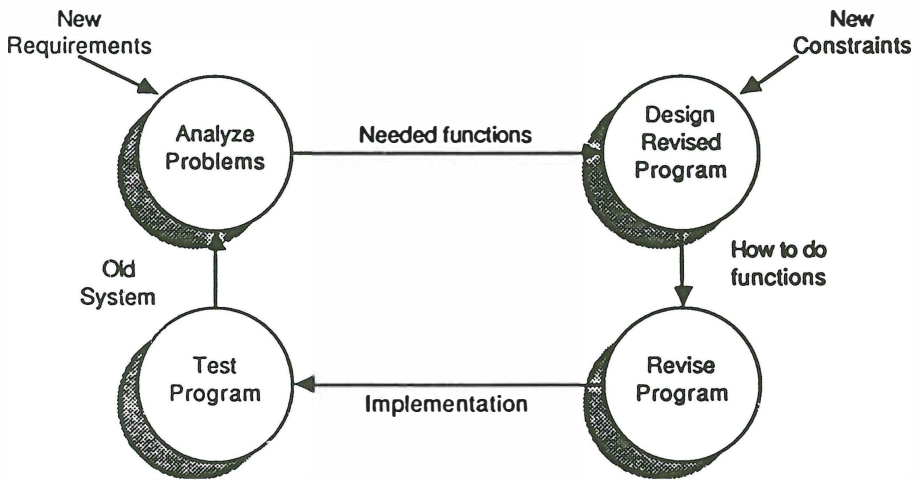 New
Requirements
New
Constraints
Analyze
Problems
Needed functions
Design
Revised
Program
Old
System
How to do
functions
Test
Program
Implementation
Revise
Program